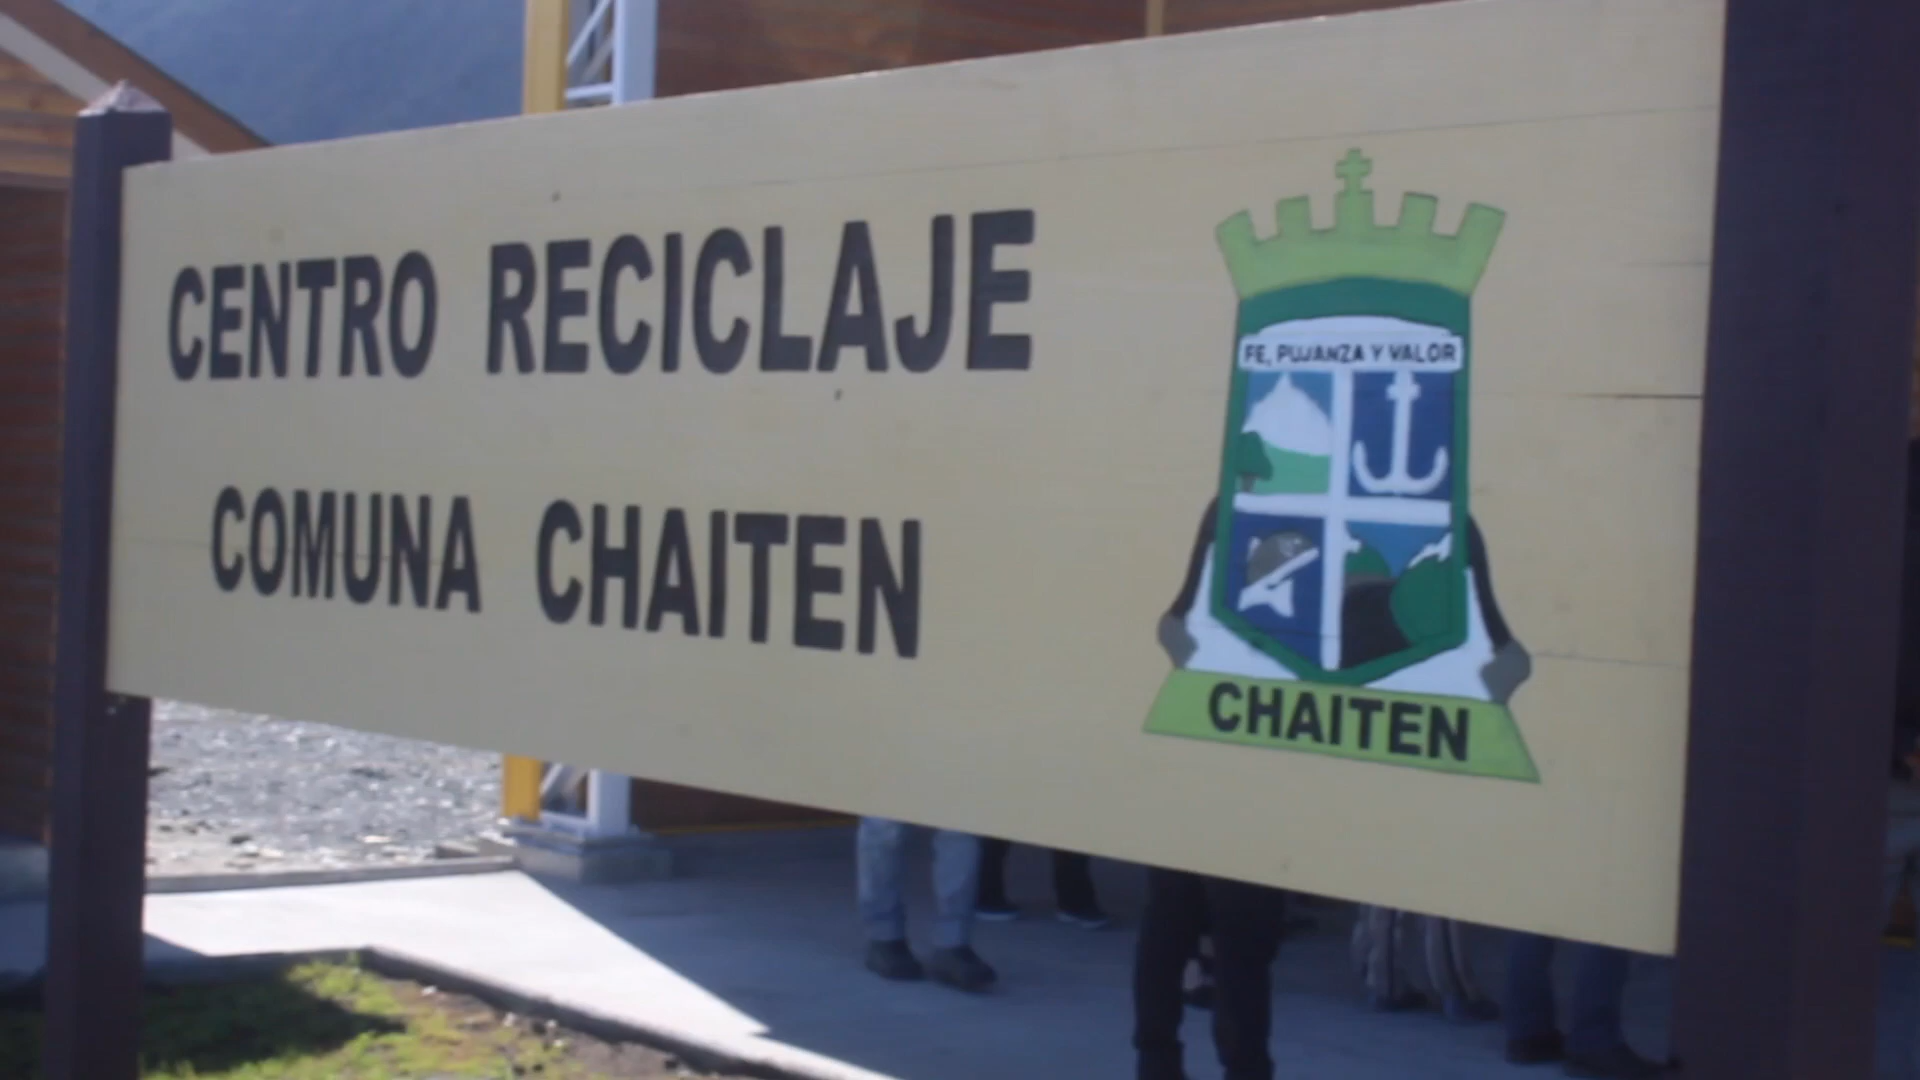 CENTRO RECICLAJE
COMUNA CHAITEN
FE, PUJANZA Y VALOR
CHAITEN